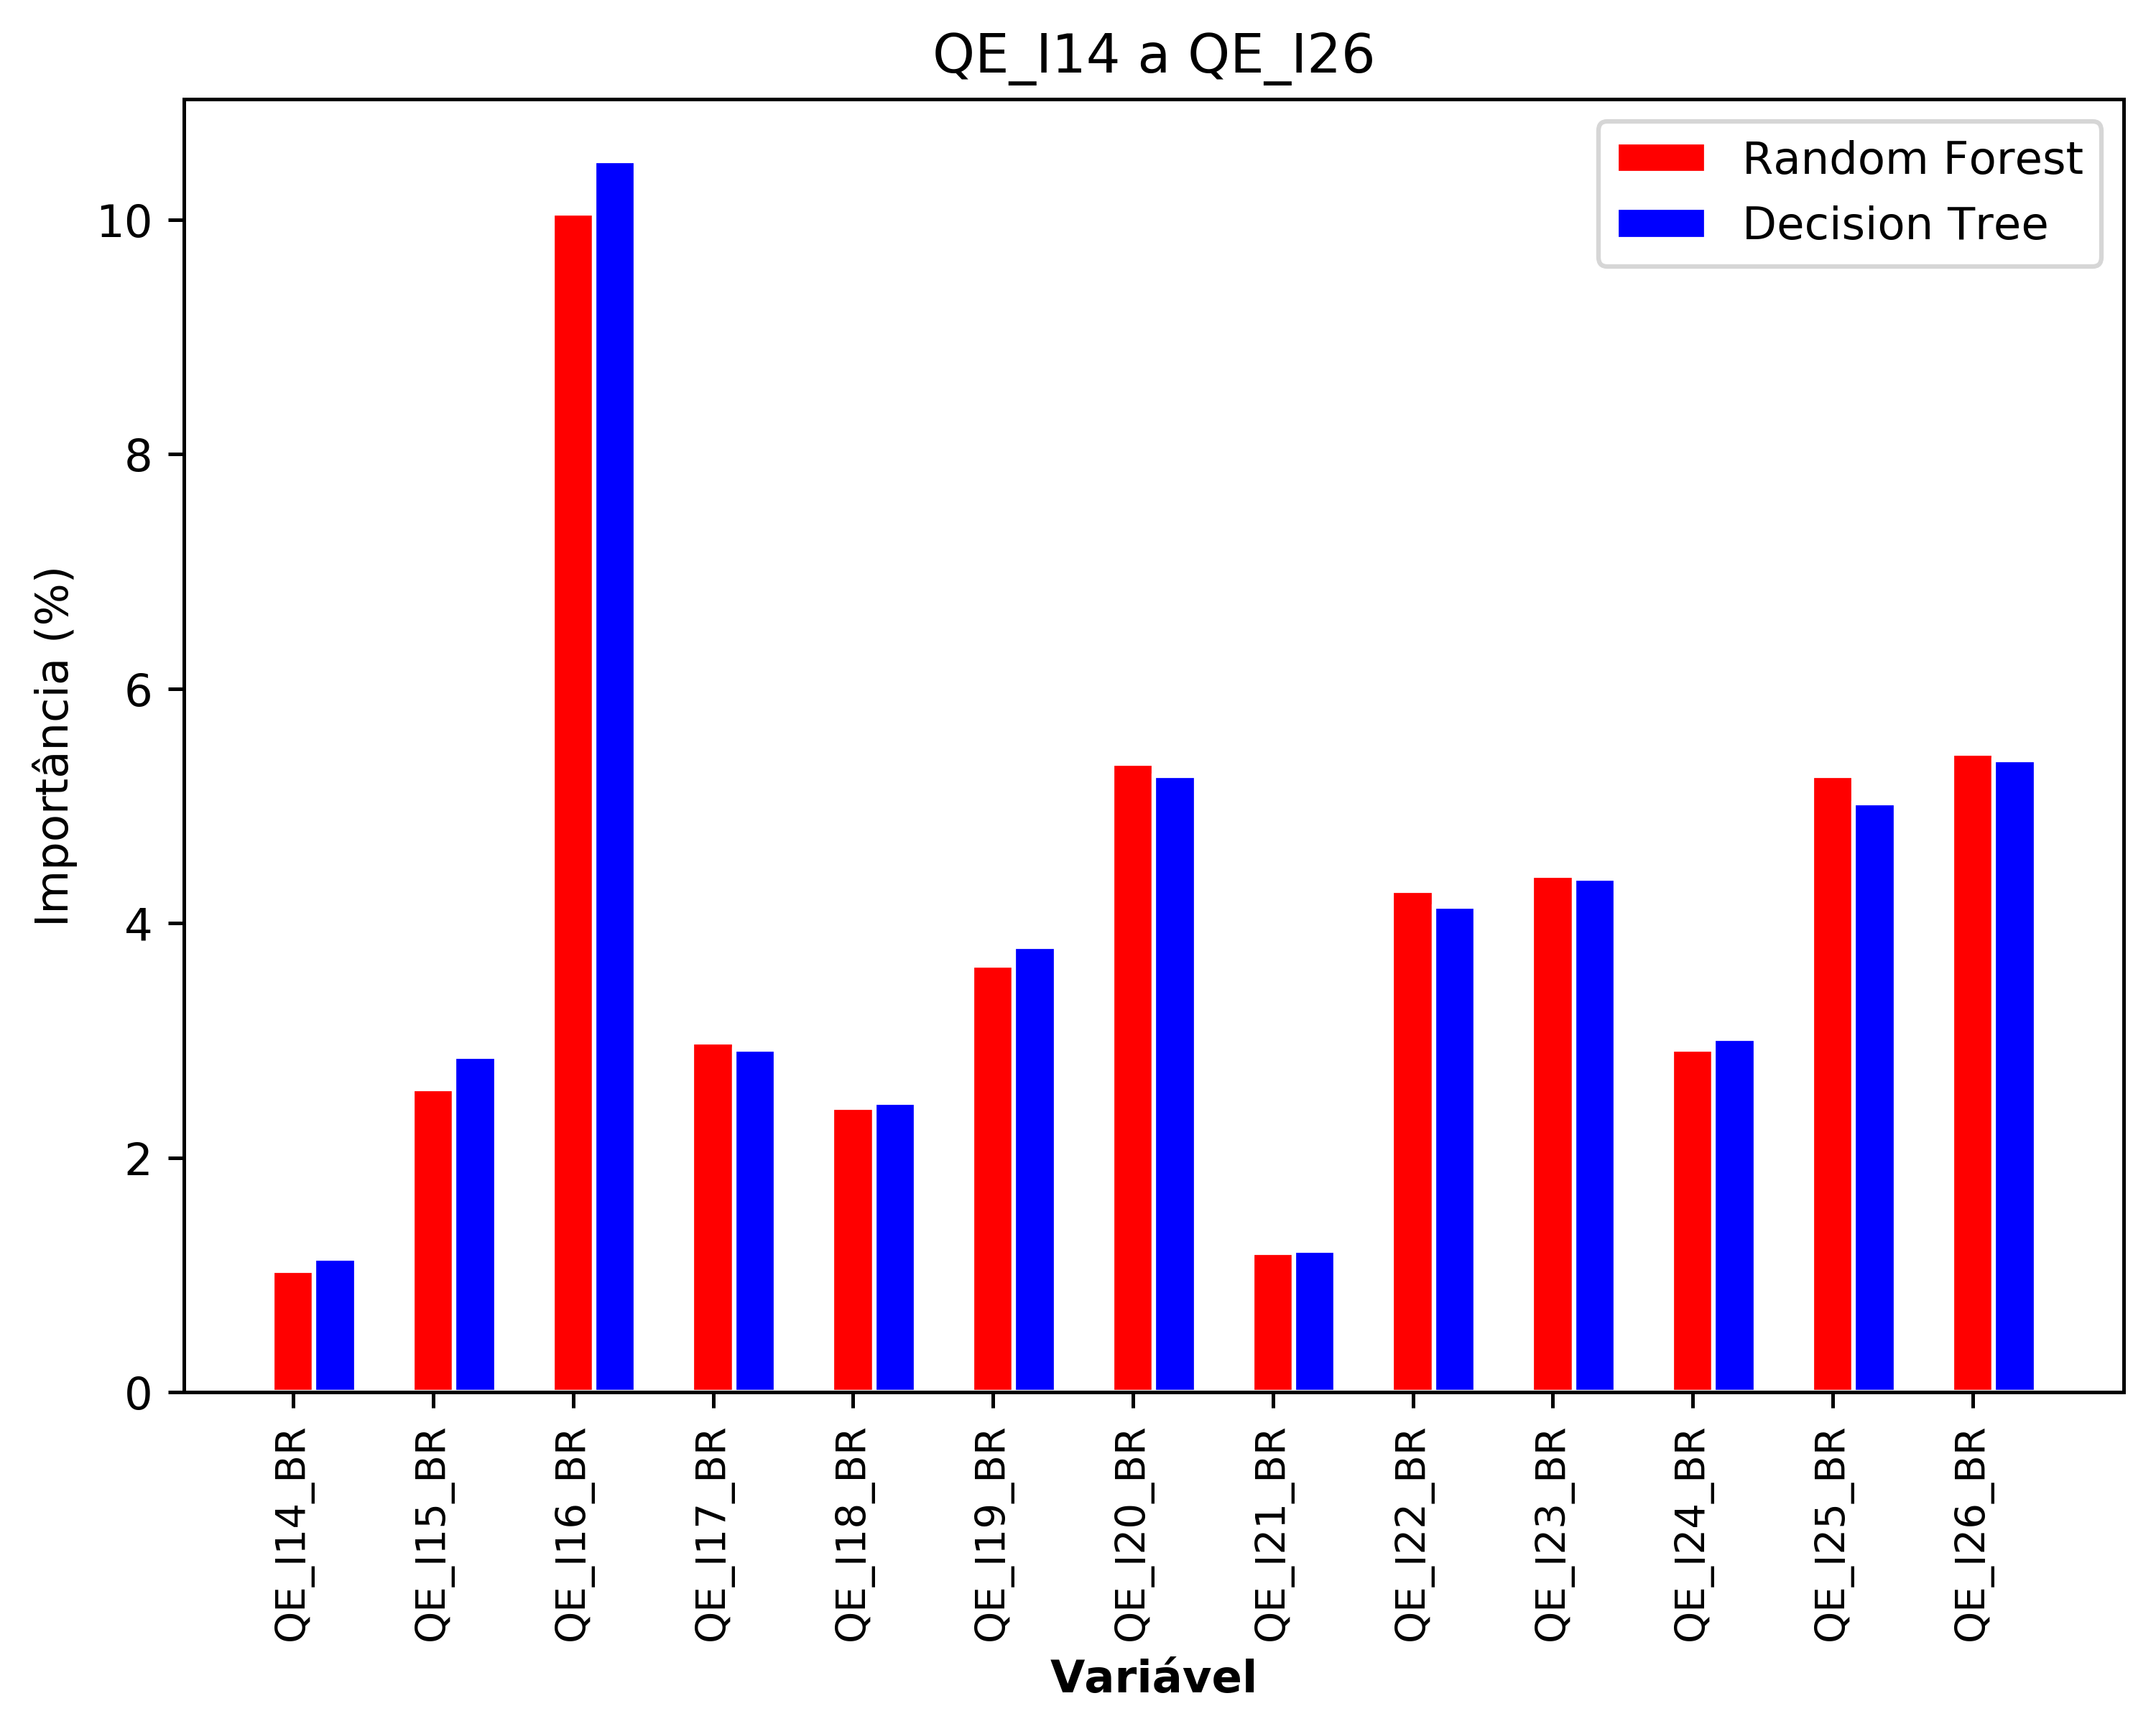 QE_I14 a QE_I26
Random Forest
Decision Tree
Importância (%)
10
8
6
4
2
0
QE_I14_BR
QE_I15_BR
QE_I16_BR
QE_I17_BR
QE_I18_BR
QE_I19_BR
QE_I20_BR
QE_I21_BR
QE_I22_BR
QE_I23_BR
QE_I24_BR
QE_I25_BR
QE_I26_BR
Variável